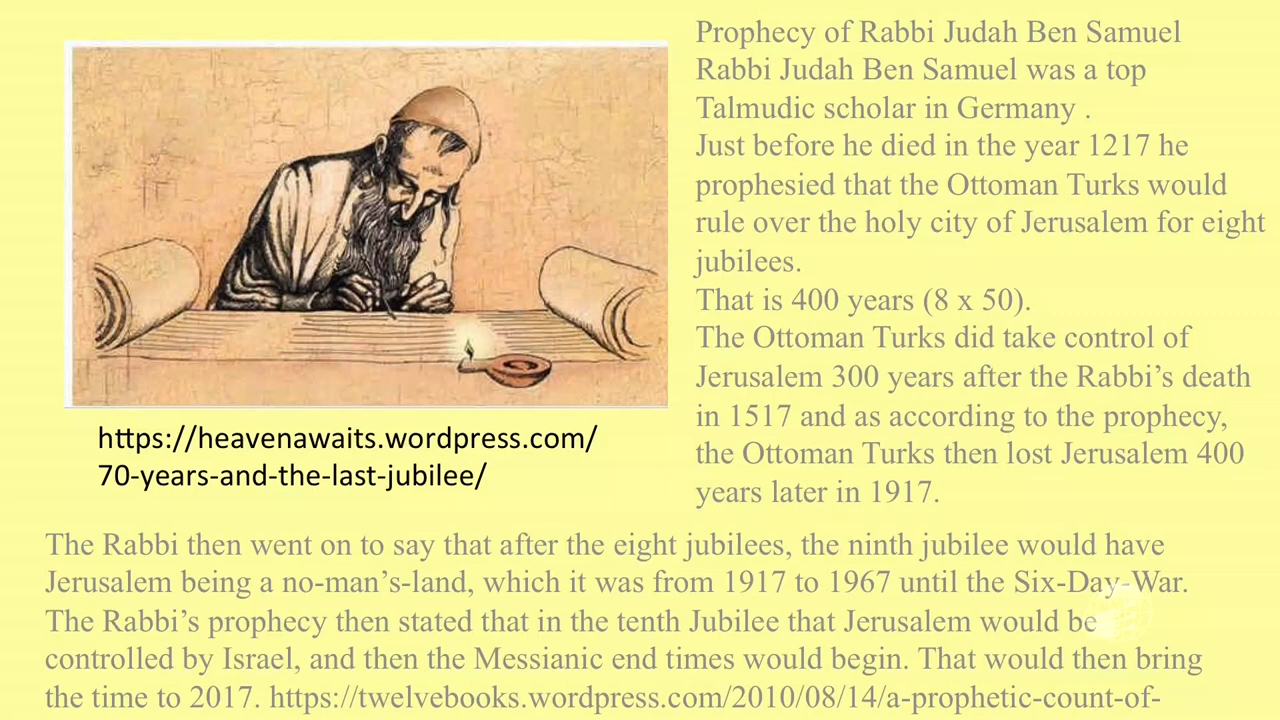 Prophecy of Rabbi Judah Ben Samuel
Rabbi Judah Ben Samuel was a top
Talmudic scholar in Germany .
Just before he died in the year 1217 he
prophesied that the Ottoman Turks would
rule over the holy city of Jerusalem for eight
jubilees.
That is 400 years (8 x 50).
The Ottoman Turks did take control of
Jerusalem 300 years after the Rabbi’s death
in 1517 and as according to the prophecy,
the Ottoman Turks then lost Jerusalem 400
years later in 1917.
https://heavenawaits.wordpress.com/
70-years-and-the-last-jubilee/
The Rabbi then went on to say that after the eight jubilees, the ninth jubilee would have
Jerusalem being a no-man’s-land, which it was from 1917 to 1967 until the Six-Day-War.
The Rabbi’s prophecy then stated that in the tenth Jubilee that Jerusalem would be
controlled by Israel, and then the Messianic end times would begin. That would then bring
the time to 2017. https://twelvebooks.wordpress.com/2010/08/14/a-prophetic-count-of-